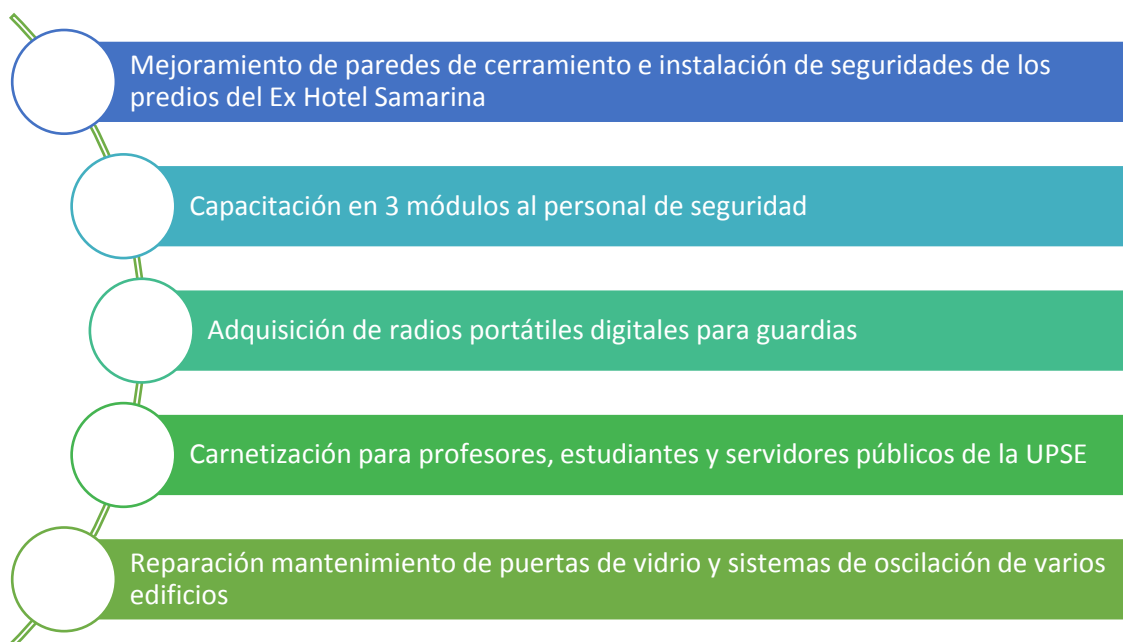 Mejoramiento de paredes de cerramiento e instalación de seguridades de los
predios del Ex Hotel Samarina
Capacitación en 3 módulos al personal de seguridad
Adquisición de radios portátiles digitales para guardias
Carnetización para profesores, estudiantes y servidores públicos de la UPSE
Reparación mantenimiento de puertas de vidrio y sistemas de oscilación de varios
edificios